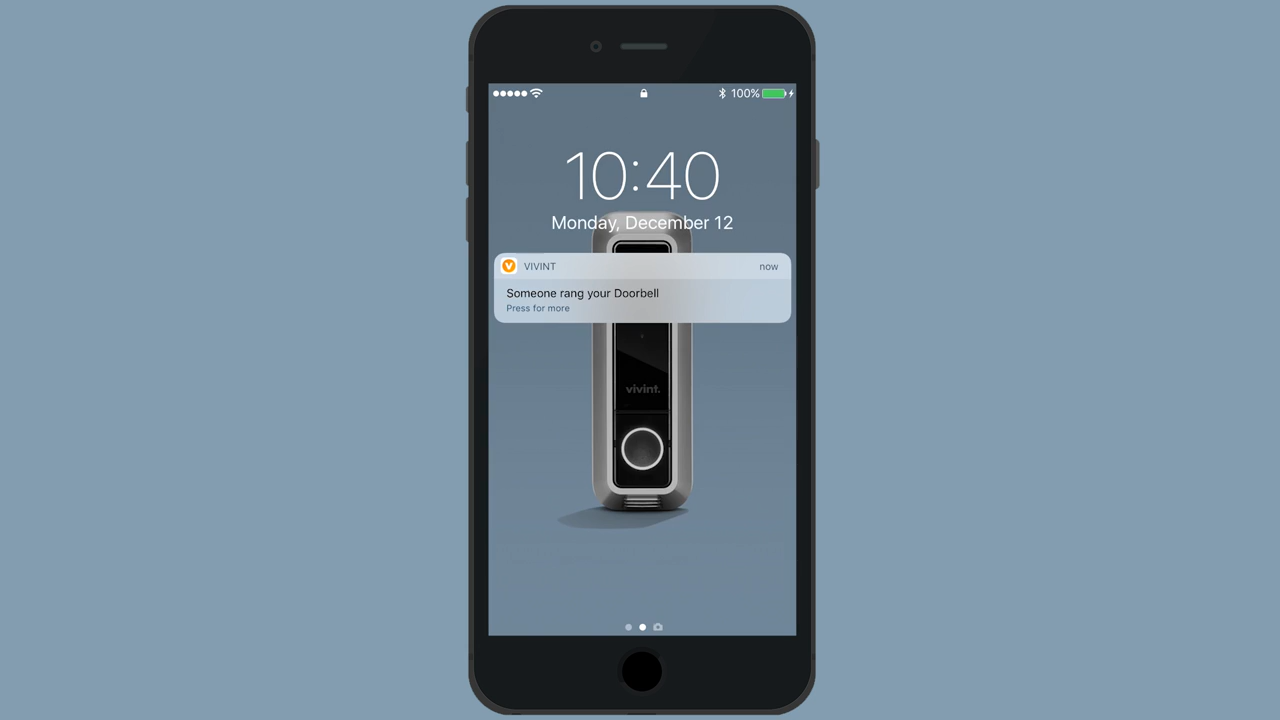 100%
10:40
Monday, December 12
VIVINT now
Someone rang your Doorbell
Press for more
vivint.